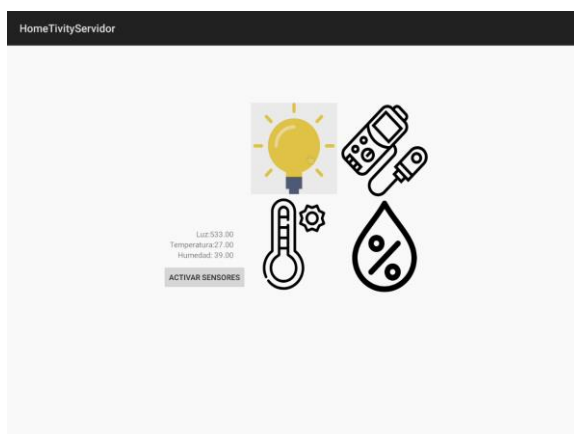 HomeTivityServidor
Luz:533.00
Temperatura:27.00
Humedad: 39.00
ACTIVAR SENSORES
%